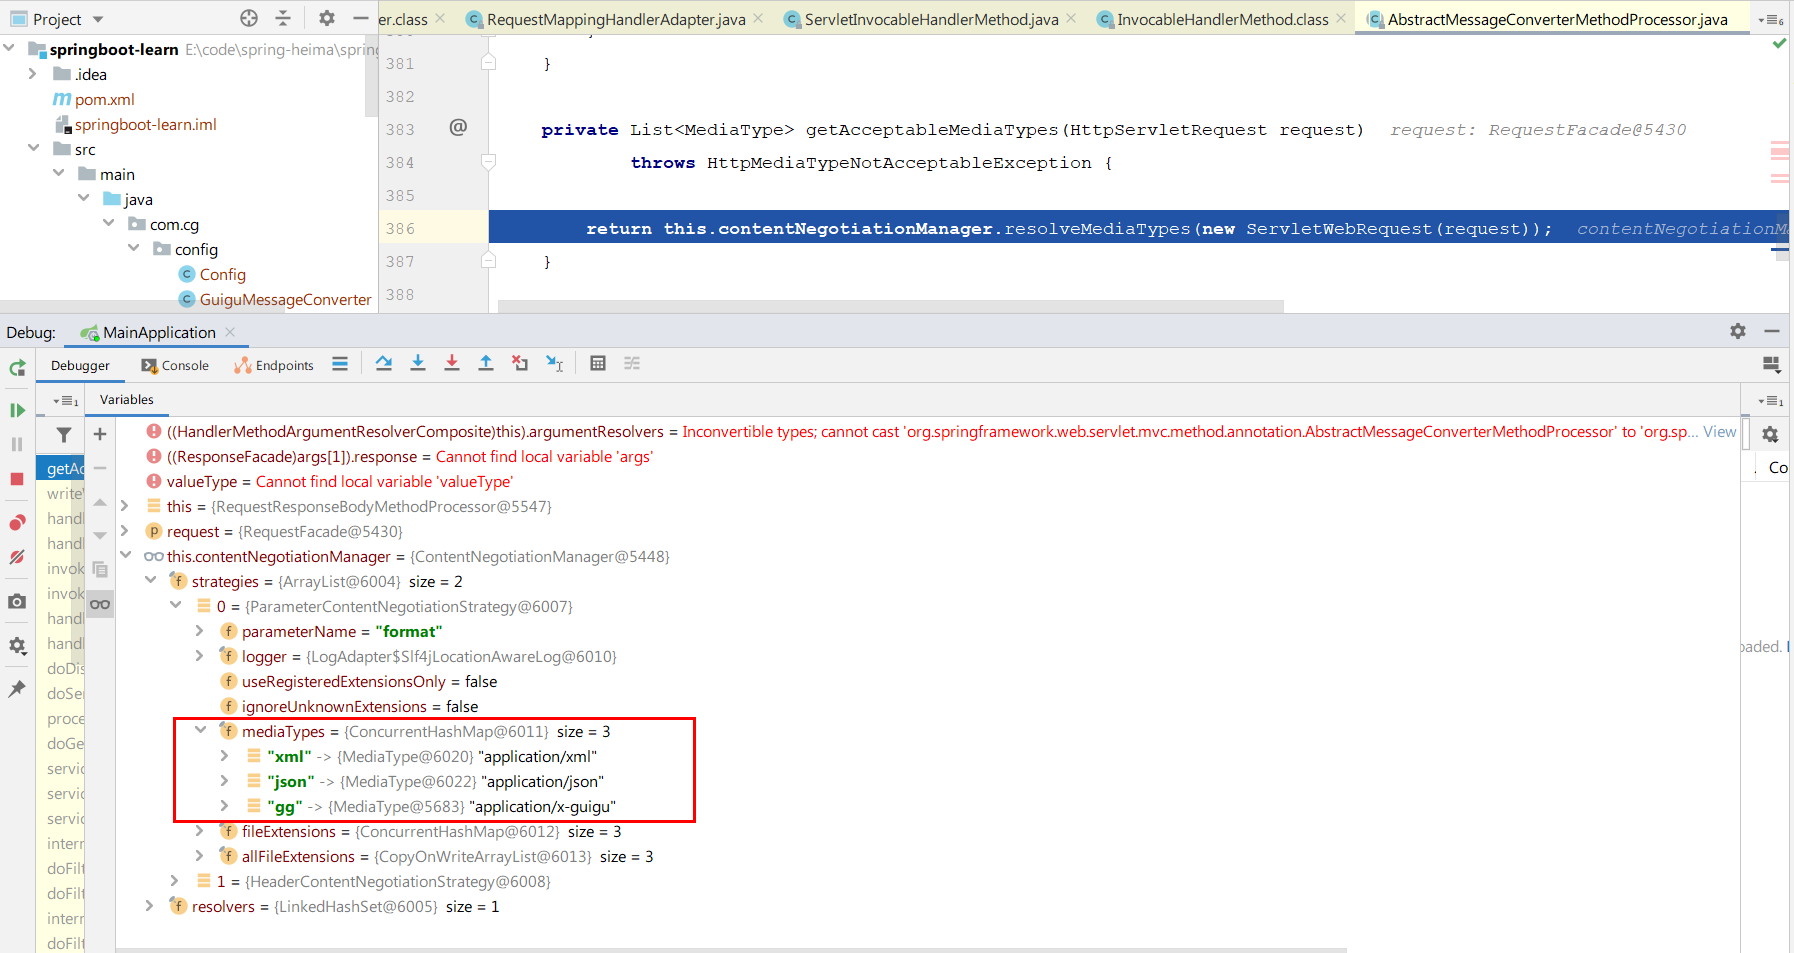 Project
er.class
RequestMappingHandlerAdapter.java
ServletInvocableHandlerMethod.java
InvocableHandlerMethod.class
AbstractMessageConverterMethodProcessor.java
6
springboot-learn E:\code\spring-heima\spring
.idea
pom.xml
springboot-learn.iml
src
main
java
com.cg
config
Config
GuiguMessageConverter
381 }
382
383 @ private List<MediaType> getAcceptableMediaTypes(HttpServletRequest request) request: RequestFacade@5430
384 throws HttpMediaTypeNotAcceptableException {
385
386 return this.contentNegotiationManager.resolveMediaTypes(new ServletWebRequest(request)); contentNegotiationMa
387 }
388
Debug: MainApplication
Debugger Console Endpoints
1 Variables 1
((HandlerMethodArgumentResolverComposite)this).argumentResolvers = Inconvertible types; cannot cast 'org.springframework.web.servlet.mvc.method.annotation.AbstractMessageConverterMethodProcessor' to 'org.sp... View
((ResponseFacade)args[1]).response = Cannot find local variable 'args'
valueType = Cannot find local variable 'valueType'
this = {RequestResponseBodyMethodProcessor@5547}
request = {RequestFacade@5430}
this.contentNegotiationManager = {ContentNegotiationManager@5448}
strategies = {ArrayList@6004} size = 2
0 = {ParameterContentNegotiationStrategy@6007}
parameterName = "format"
logger = {LogAdapter$Slf4jLocationAwareLog@6010}
useRegisteredExtensionsOnly = false
ignoreUnknownExtensions = false
mediaTypes = {ConcurrentHashMap@6011} size = 3
"xml" -> {MediaType@6020} "application/xml"
"json" -> {MediaType@6022} "application/json"
"gg" -> {MediaType@5683} "application/x-guigu"
fileExtensions = {ConcurrentHashMap@6012} size = 3
allFileExtensions = {CopyOnWriteArrayList@6013} size = 3
1 = {HeaderContentNegotiationStrategy@6008}
resolvers = {LinkedHashSet@6005} size = 1
getAc
write
handl
handl
invok
invok
handl
handl
doDis
doSer
proce
doGe
servic
servic
servic
intern
doFilt
doFilt
intern
doFilt
Co
oaded.